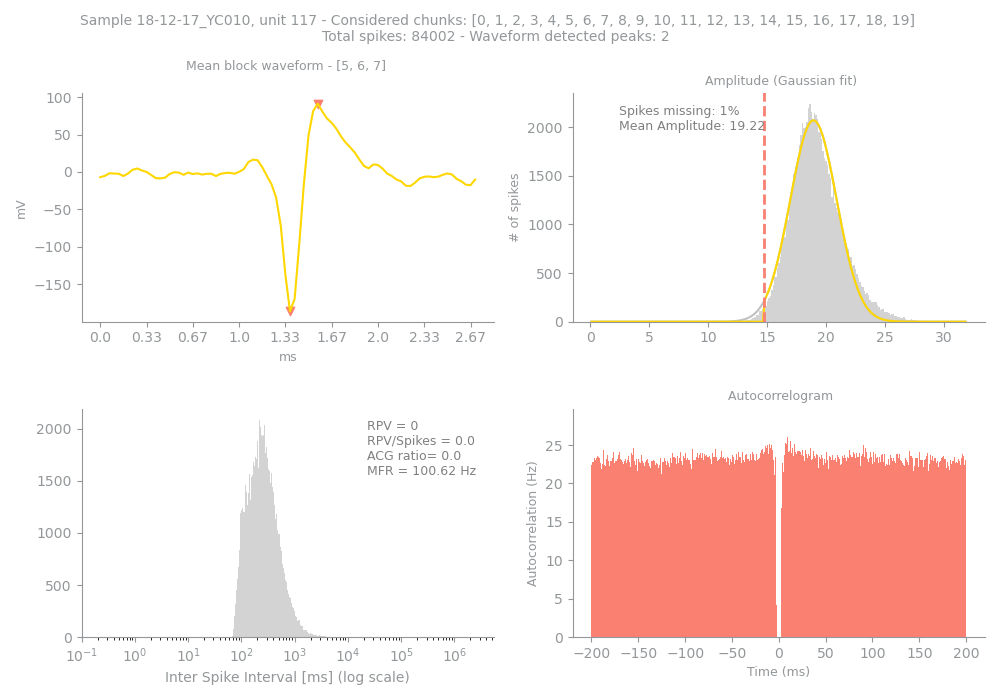 Sample 18-12-17_YC010, unit 117 - Considered chunks: [0, 1, 2, 3, 4, 5, 6, 7, 8, 9, 10, 11, 12, 13, 14, 15, 16, 17, 18, 19]
Total spikes: 84002 - Waveform detected peaks: 2
Mean block waveform - [5, 6, 7]
100
50
0
−50
−100
−150
mV
0.0 0.33 0.67 1.0 1.33 1.67 2.0 2.33 2.67
ms
Amplitude (Gaussian fit)
Spikes missing: 1%
Mean Amplitude: 19.22
2000
1500
1000
500
0
# of spikes
0 5 10 15 20 25 30
RPV = 0
RPV/Spikes = 0.0
ACG ratio= 0.0
MFR = 100.62 Hz
2000
1500
1000
500
0
10⁻¹ 10⁰ 10¹ 10² 10³ 10⁴ 10⁵ 10⁶
Inter Spike Interval [ms] (log scale)
Autocorrelogram
25
20
15
10
5
0
Autocorrelation (Hz)
−200 −150 −100 −50 0 50 100 150 200
Time (ms)